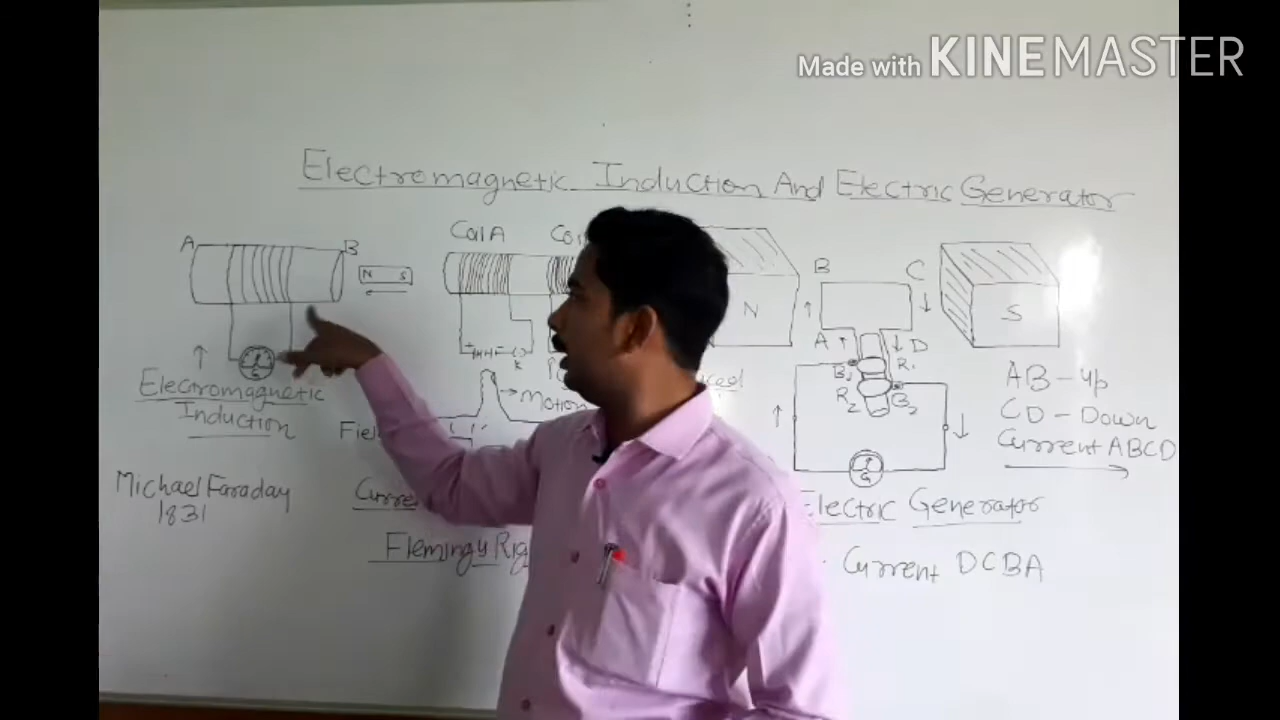 Made with KINEMASTER
Electromagnetic Induction And Electric Generator
A
B
N S
G
Electromagnetic
Induction
Michael Faraday
1831
Coil A
K
Motion
N
B C
A D
B1 R1
R2 B2
G
S
AB - up
CD - Down
Current ABCD
Electric Generator
Current DCBA